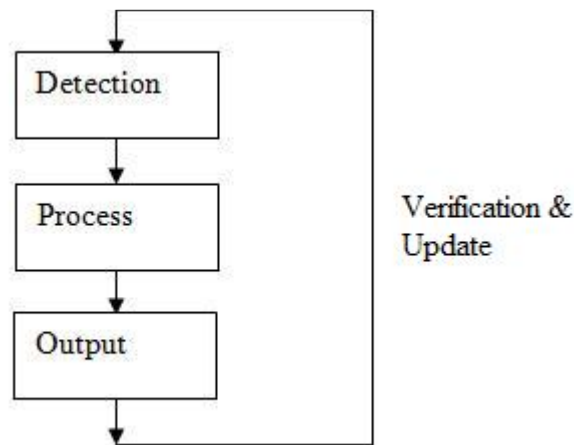 Detection
Process
Verification &
Update
Output